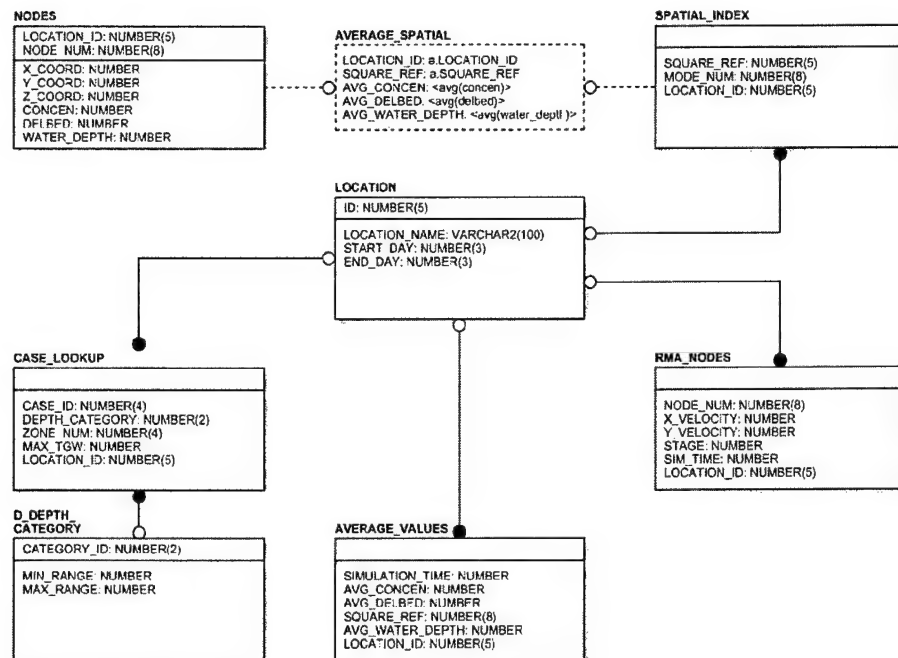 NODES
LOCATION_ID: NUMBER(5)
NODE_NUM: NUMBER(8)
X_COORD: NUMBER
Y_COORD: NUMBER
Z_COORD: NUMBER
CONCEN: NUMBER
DELBED: NUMBER
WATER_DEPTH: NUMBER
AVERAGE_SPATIAL
LOCATION_ID: a.LOCATION_ID
SQUARE_REF: a.SQUARE_REF
AVG_CONCEN: <avg(concen)>
AVG_DELBED: <avg(delbed)>
AVG_WATER_DEPTH: <avg(water_depth)>
SPATIAL_INDEX
SQUARE_REF: NUMBER(5)
MODE_NUM: NUMBER(8)
LOCATION_ID: NUMBER(5)
LOCATION
ID: NUMBER(5)
LOCATION_NAME: VARCHAR2(100)
START_DAY: NUMBER(3)
END_DAY: NUMBER(3)
CASE_LOOKUP
CASE_ID: NUMBER(4)
DEPTH_CATEGORY: NUMBER(2)
ZONE_NUM: NUMBER(4)
MAX_TGW: NUMBER
LOCATION_ID: NUMBER(5)
RMA_NODES
NODE_NUM: NUMBER(8)
X_VELOCITY: NUMBER
Y_VELOCITY: NUMBER
STAGE: NUMBER
SIM_TIME: NUMBER
LOCATION_ID: NUMBER(5)
D_DEPTH_
CATEGORY
CATEGORY_ID: NUMBER(2)
MIN_RANGE: NUMBER
MAX_RANGE: NUMBER
AVERAGE_VALUES
SIMULATION_TIME: NUMBER
AVG_CONCEN: NUMBER
AVG_DELBED: NUMBER
SQUARE_REF: NUMBER(8)
AVG_WATER_DEPTH: NUMBER
LOCATION_ID: NUMBER(5)